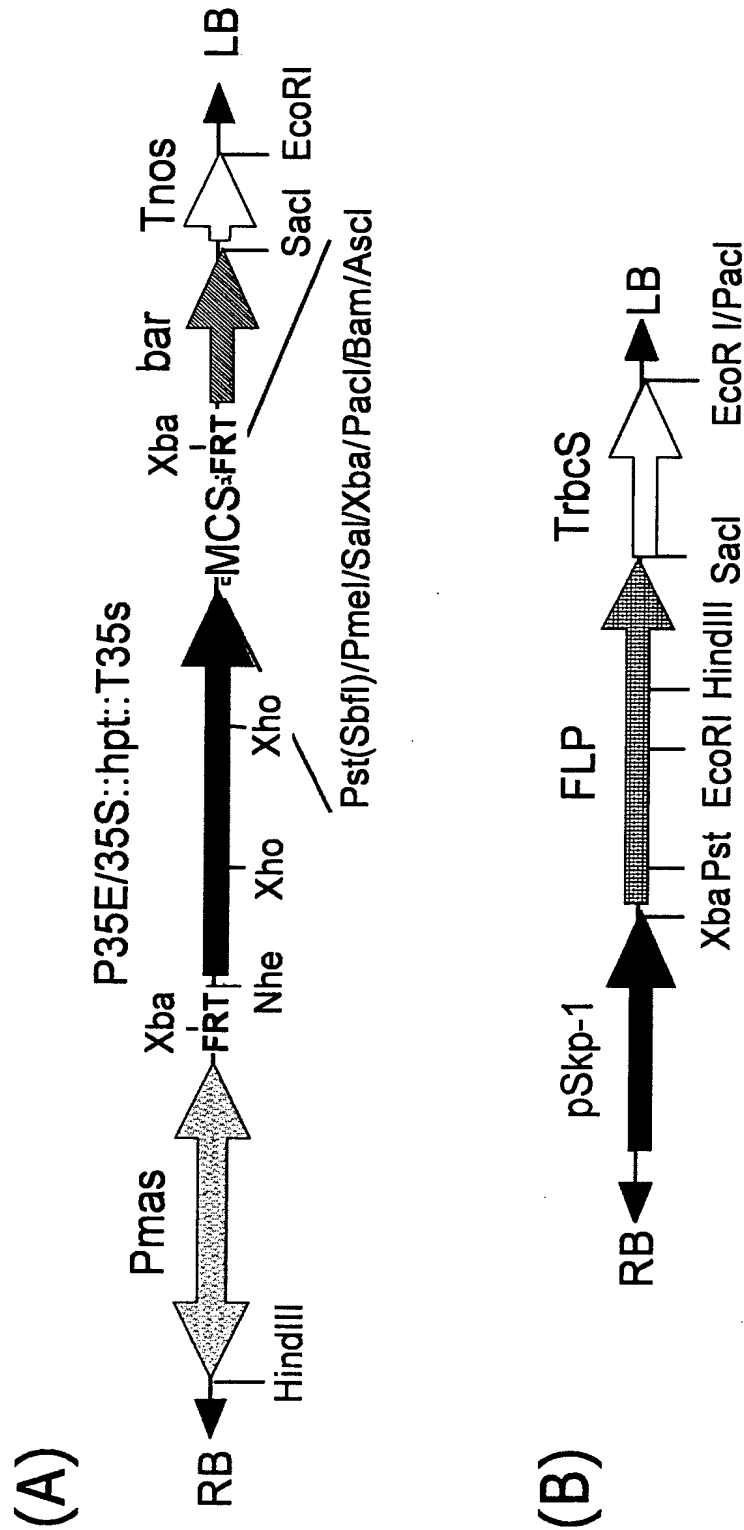 (A)
P35E/35S::hpt::T35s
Pmas
Xba
FRT
MCS
Xba
FRT
bar
Tnos
RB
LB
HindIII
Nhe
Xho
Xho
SacI
EcoRI
Pst(SbfI)/PmeI/SaI/Xba/PacI/Bam/AscI
(B)
pSkp-1
FLP
TrbcS
RB
LB
Xba
Pst
EcoRI
HindIII
SacI
EcoR I/PacI